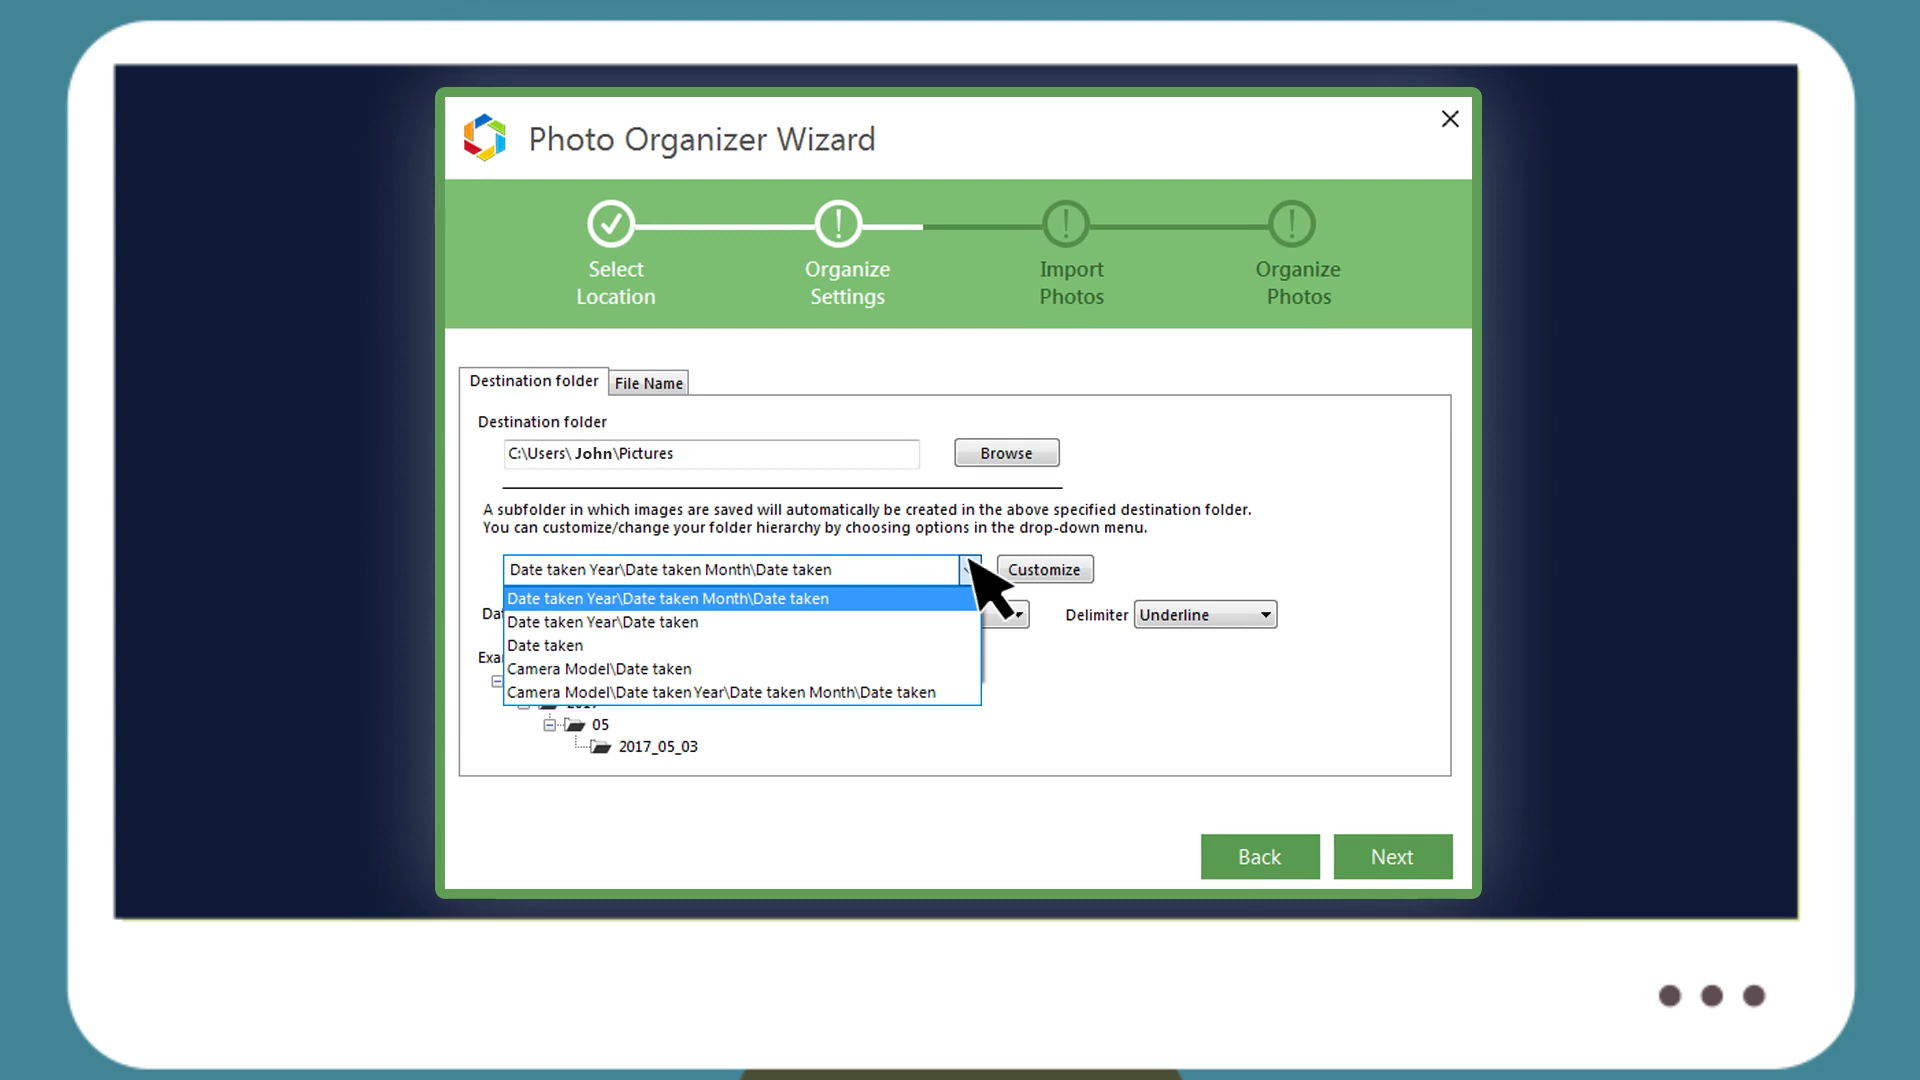 Photo Organizer Wizard
Select
Location
Organize
Settings
Import
Photos
Organize
Photos
Destination folder
File Name
Destination folder
C:\Users\ John\Pictures
Browse
A subfolder in which images are saved will automatically be created in the above specified destination folder.
You can customize/change your folder hierarchy by choosing options in the drop-down menu.
Date taken Year\Date taken Month\Date taken
Customize
Date taken Year\Date taken Month\Date taken
Date taken Year\Date taken
Date taken
Camera Model\Date taken
Camera Model\Date taken Year\Date taken Month\Date taken
Delimiter
Underline
05
2017_05_03
Back
Next